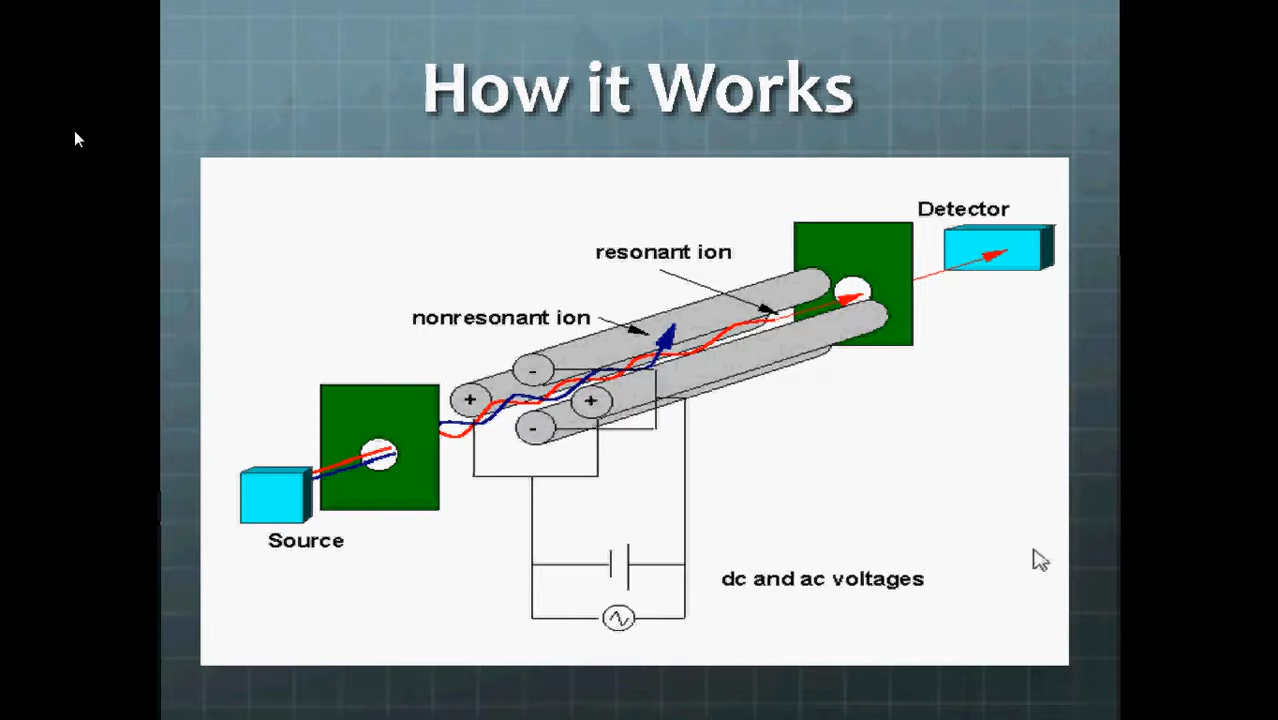 How it Works
Detector
resonant ion
nonresonant ion
-
+
+
-
Source
dc and ac voltages